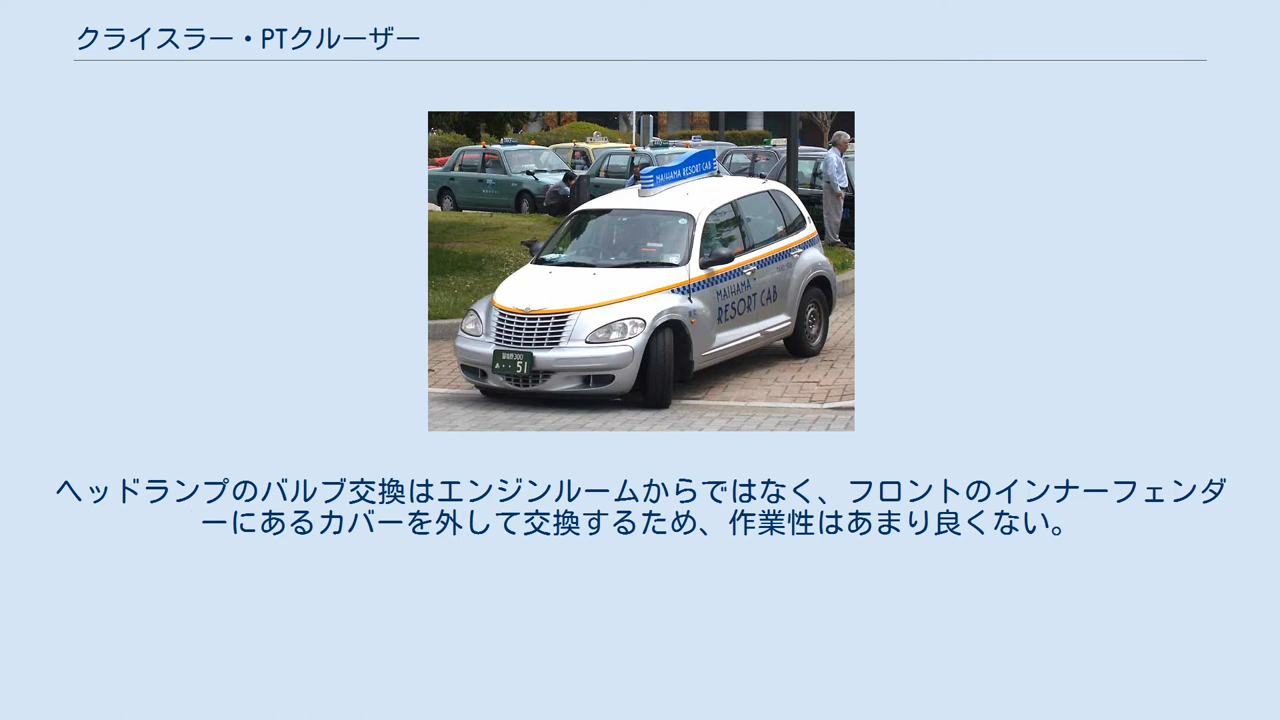 クライスラー・PTクルーザー
MAIHAMA RESORT CAB
MAIHAMA
RESORT CAB
51
ヘッドランプのバルブ交換はエンジンルームからではなく、フロントのインナーフェンダ
ーにあるカバーを外して交換するため、作業性はあまり良くない。